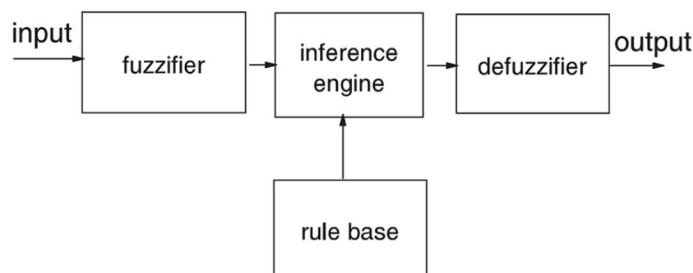 input
fuzzifier
inference
engine
defuzzifier
output
rule base